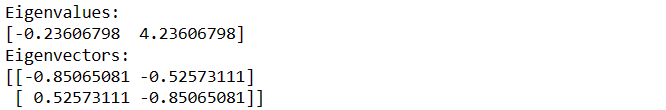 Eigenvalues:
[-0.23606798  4.23606798]
Eigenvectors:
[[-0.85065081 -0.52573111]
 [ 0.52573111 -0.85065081]]